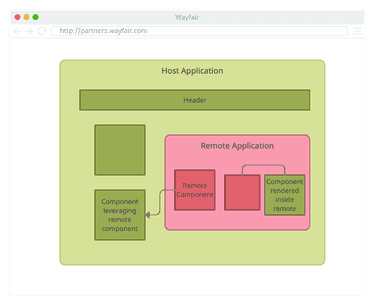 Wayfair
http://partners.wayfair.com
Host Application
Header
Remote Application
Remote
Component
Component
rendered
inside
remote
Component
leveraging
remote
component